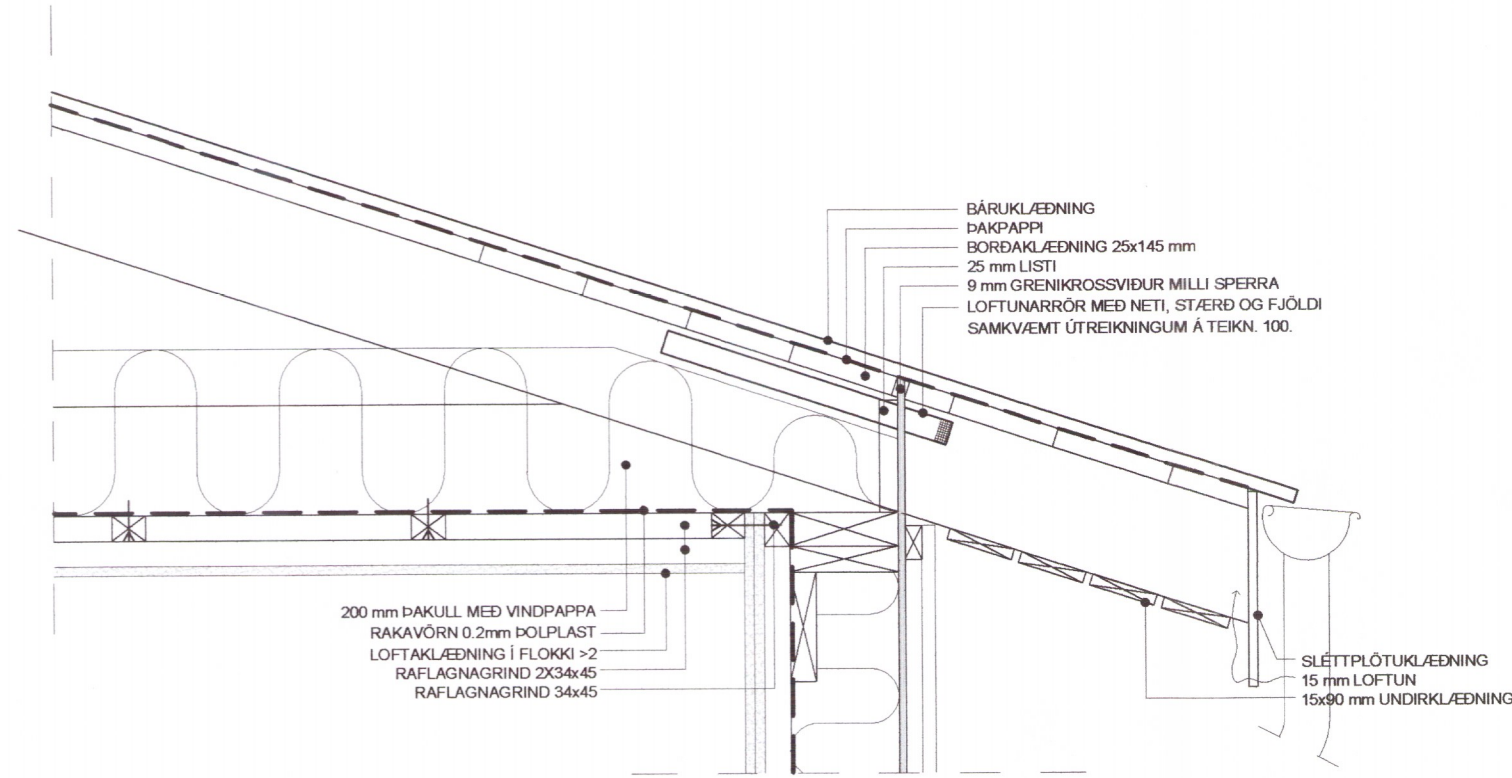 BÁRUKLÆÐNING
ÞAKPAPPI
BORÐAKLÆÐNING 25x145 mm
25 mm LISTI
9 mm GRENIKROSSVIÐUR MILLI SPERRA
LOFTUNARRÖR MEÐ NETI, STÆRÐ OG FJÖLDI
SAMKVÆMT ÚTREIKNINGUM Á TEIKN. 100.
200 mm ÞAKULL MEÐ VINDPAPPA
RAKAVÖRN 0.2mm ÞOLPLAST
LOFTAKLÆÐNING Í FLOKKI >2
RAFLAGNAGRIND 2X34x45
RAFLAGNAGRIND 34x45
SLÉTTPLÖTUKLÆÐNING
15 mm LOFTUN
15x90 mm UNDIRKLÆÐNING